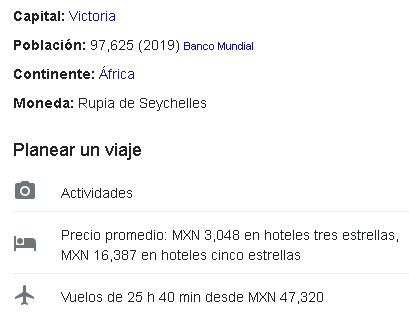 Capital: Victoria
Población: 97,625 (2019) Banco Mundial
Continente: África
Moneda: Rupia de Seychelles
Planear un viaje
Actividades
Precio promedio: MXN 3,048 en hoteles tres estrellas,
MXN 16,387 en hoteles cinco estrellas
Vuelos de 25 h 40 min desde MXN 47,320